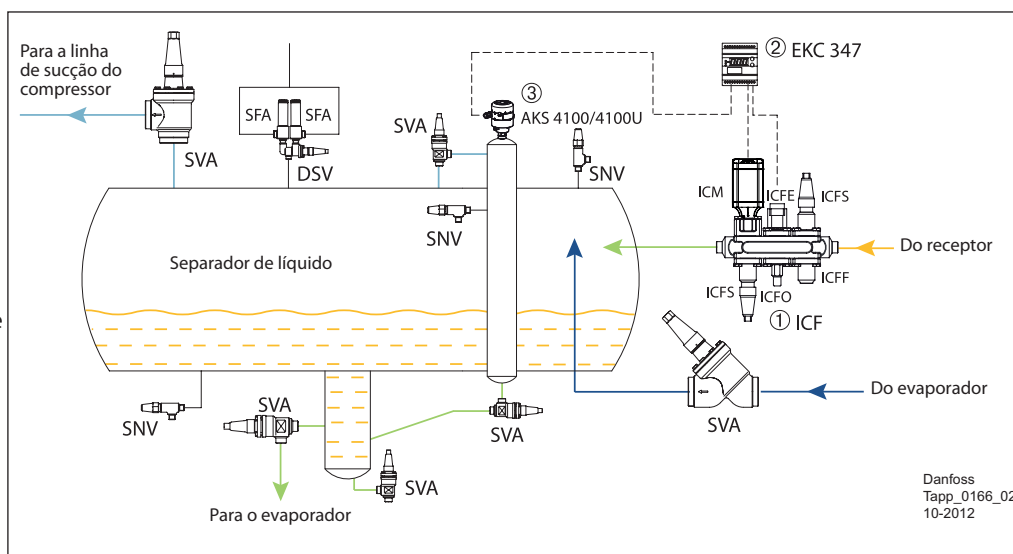 Para a linha
de sucção do
compressor
SVA
SFA
SFA
DSV
SVA
③
AKS 4100/4100U
② EKC 347
SNV
SNV
ICM
ICFE
ICFS
Do receptor
ICFS
ICFO
ICFF
① ICF
Separador de líquido
e
Do evaporador
SVA
SNV
SVA
SVA
SVA
Para o evaporador
Danfoss
Tapp_0166_02
10-2012